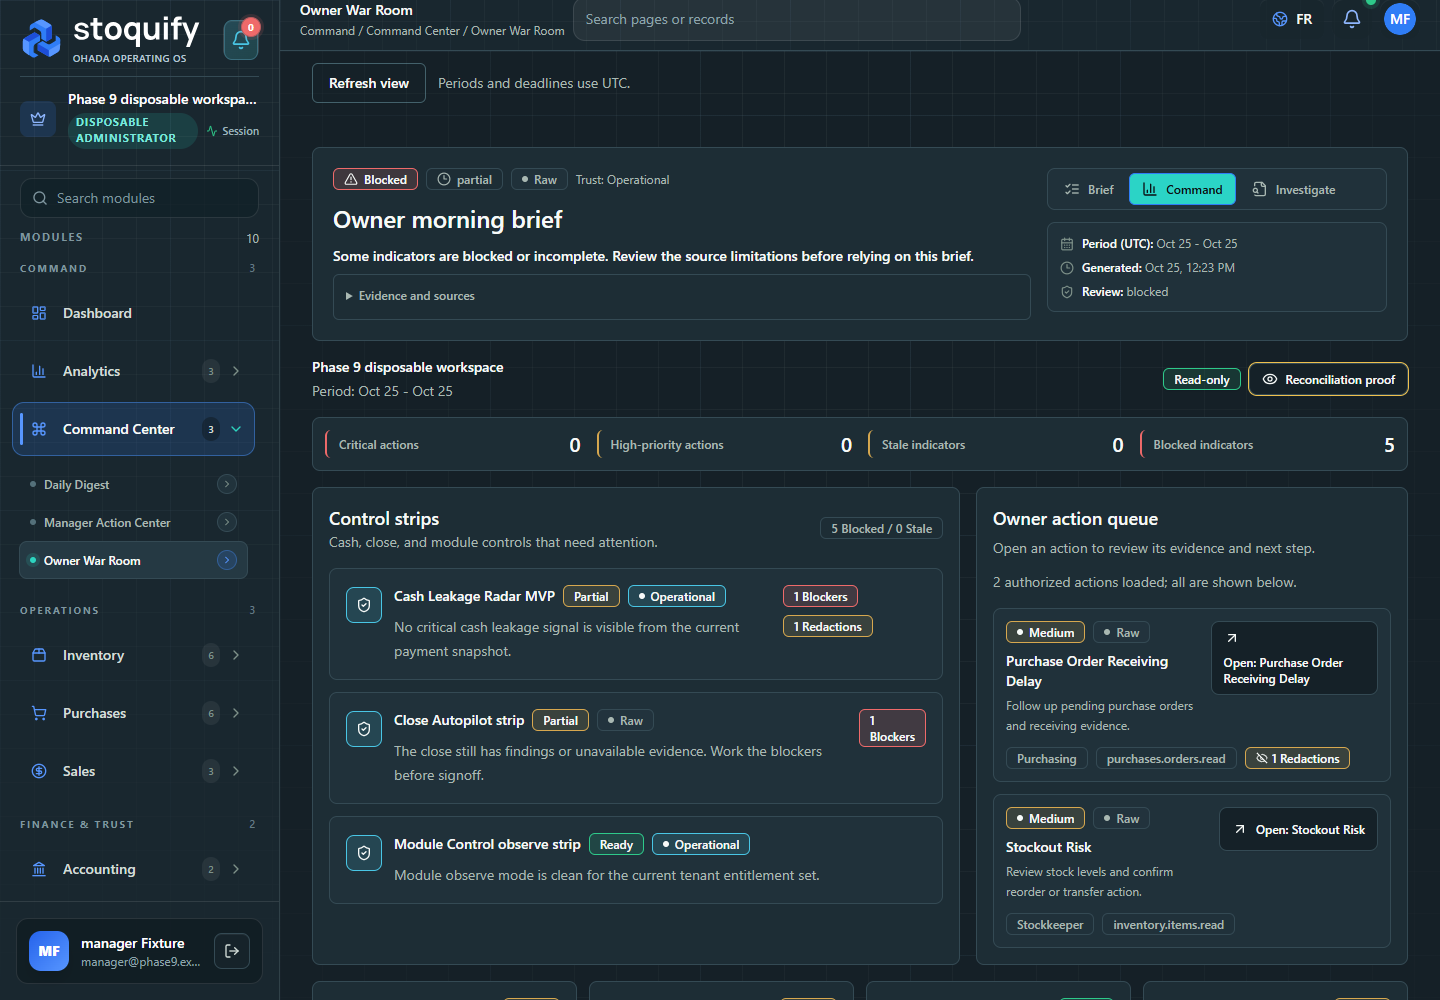 stoquify
OHADA OPERATING OS
0
Phase 9 disposable workspa...
DISPOSABLE
ADMINISTRATOR
Session
Search modules
MODULES
10
COMMAND
3
Dashboard
Analytics
3
Command Center
3
Daily Digest
Manager Action Center
Owner War Room
OPERATIONS
3
Inventory
6
Purchases
6
Sales
3
FINANCE & TRUST
2
Accounting
2
MF
manager Fixture
manager@phase9.ex...
Owner War Room
Command / Command Center / Owner War Room
Search pages or records
FR
MF
Refresh view
Periods and deadlines use UTC.
Blocked
partial
Raw
Trust: Operational
Owner morning brief
Some indicators are blocked or incomplete. Review the source limitations before relying on this brief.
Evidence and sources
Brief
Command
Investigate
Period (UTC): Oct 25 - Oct 25
Generated: Oct 25, 12:23 PM
Review: blocked
Phase 9 disposable workspace
Period: Oct 25 - Oct 25
Read-only
Reconciliation proof
Critical actions
0
High-priority actions
0
Stale indicators
0
Blocked indicators
5
Control strips
Cash, close, and module controls that need attention.
5 Blocked / 0 Stale
Cash Leakage Radar MVP
Partial
Operational
No critical cash leakage signal is visible from the current
payment snapshot.
1 Blockers
1 Redactions
Close Autopilot strip
Partial
Raw
The close still has findings or unavailable evidence. Work the blockers
before signoff.
1
Blockers
Module Control observe strip
Ready
Operational
Module observe mode is clean for the current tenant entitlement set.
Owner action queue
Open an action to review its evidence and next step.
2 authorized actions loaded; all are shown below.
Medium
Raw
Purchase Order Receiving
Delay
Follow up pending purchase orders
and receiving evidence.
Open: Purchase Order
Receiving Delay
Purchasing
purchases.orders.read
1 Redactions
Medium
Raw
Stockout Risk
Review stock levels and confirm
reorder or transfer action.
Open: Stockout Risk
Stockkeeper
inventory.items.read